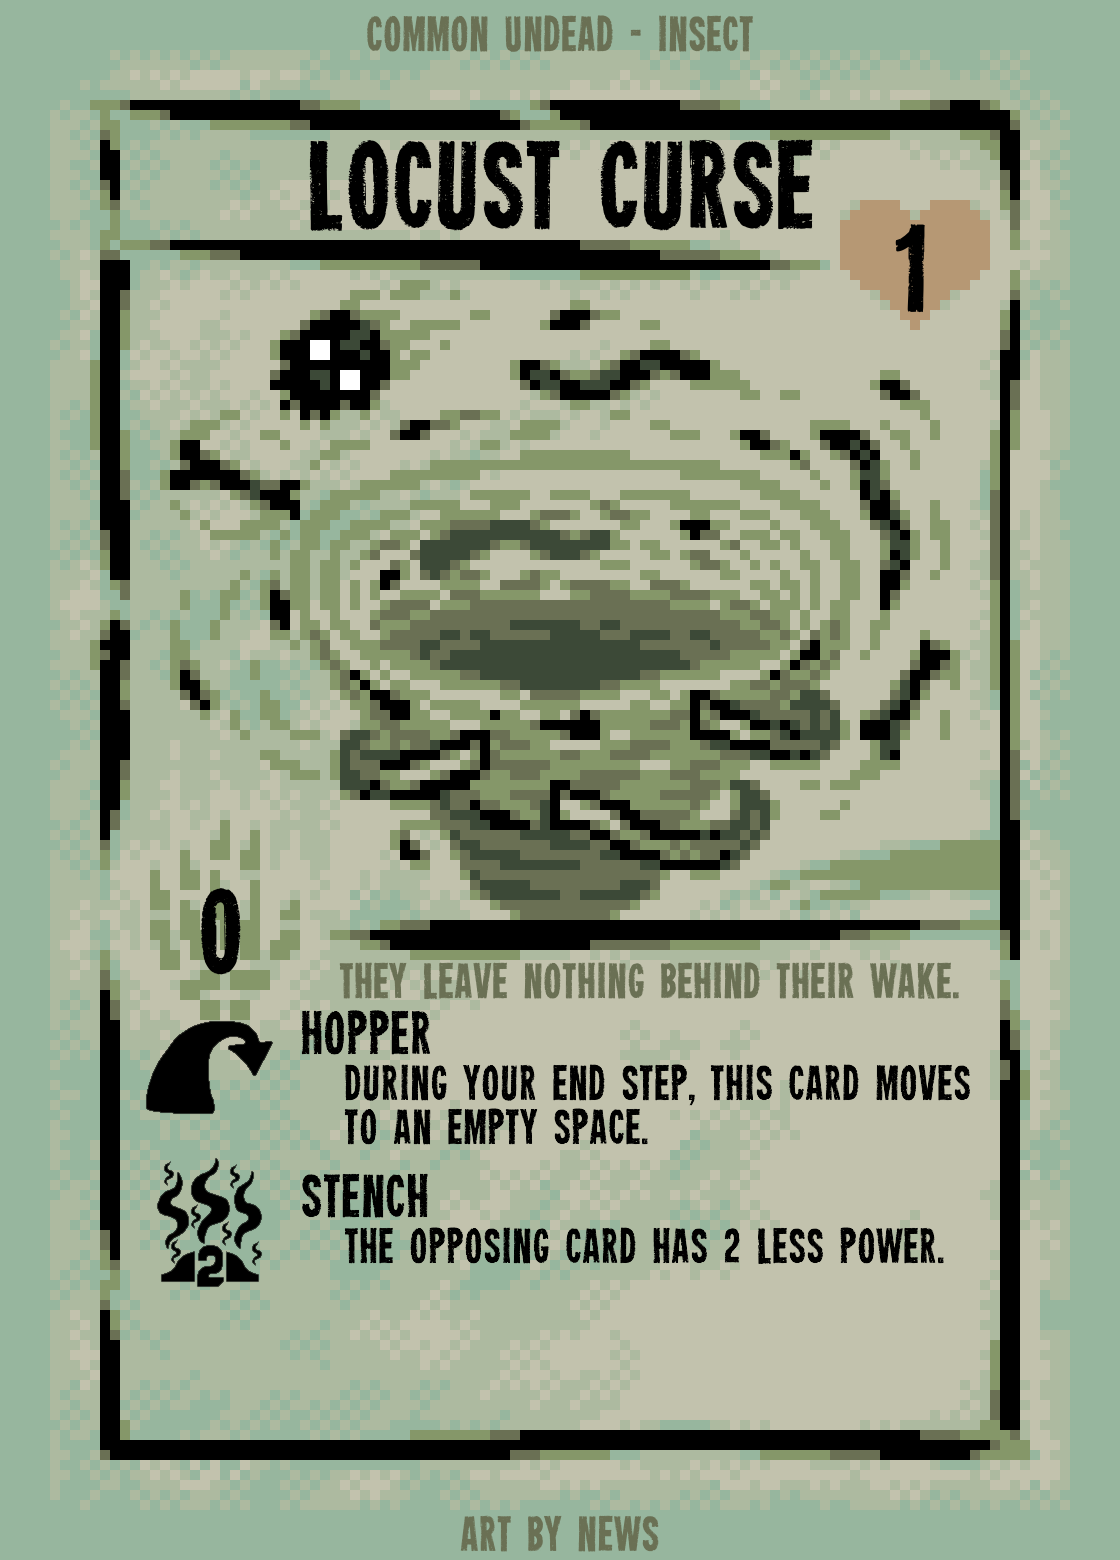 COMMON UNDEAD - INSECT
LOCUST CURSE
1
0
THEY LEAVE NOTHING BEHIND THEIR WAKE.
HOPPER
DURING YOUR END STEP, THIS CARD MOVES
TO AN EMPTY SPACE.
STENCH
THE OPPOSING CARD HAS 2 LESS POWER.
2
ART BY NEWS